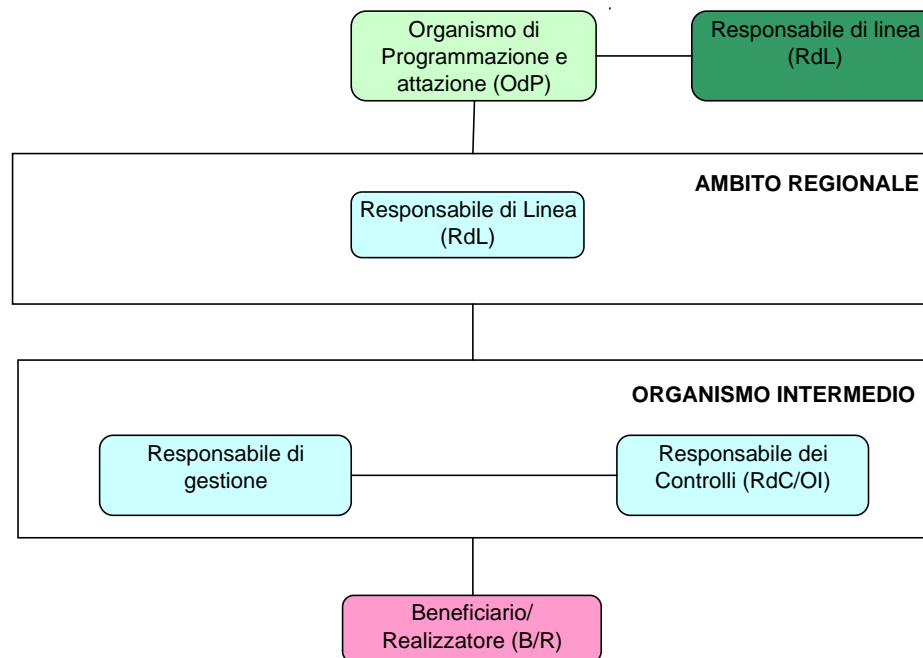 Organismo di
Programmazione e
attazione (OdP)
Responsabile di linea
(RdL)
AMBITO REGIONALE
Responsabile di Linea
(RdL)
ORGANISMO INTERMEDIO
Responsabile di
gestione
Responsabile dei
Controlli (RdC/OI)
Beneficiario/
Realizzatore (B/R)